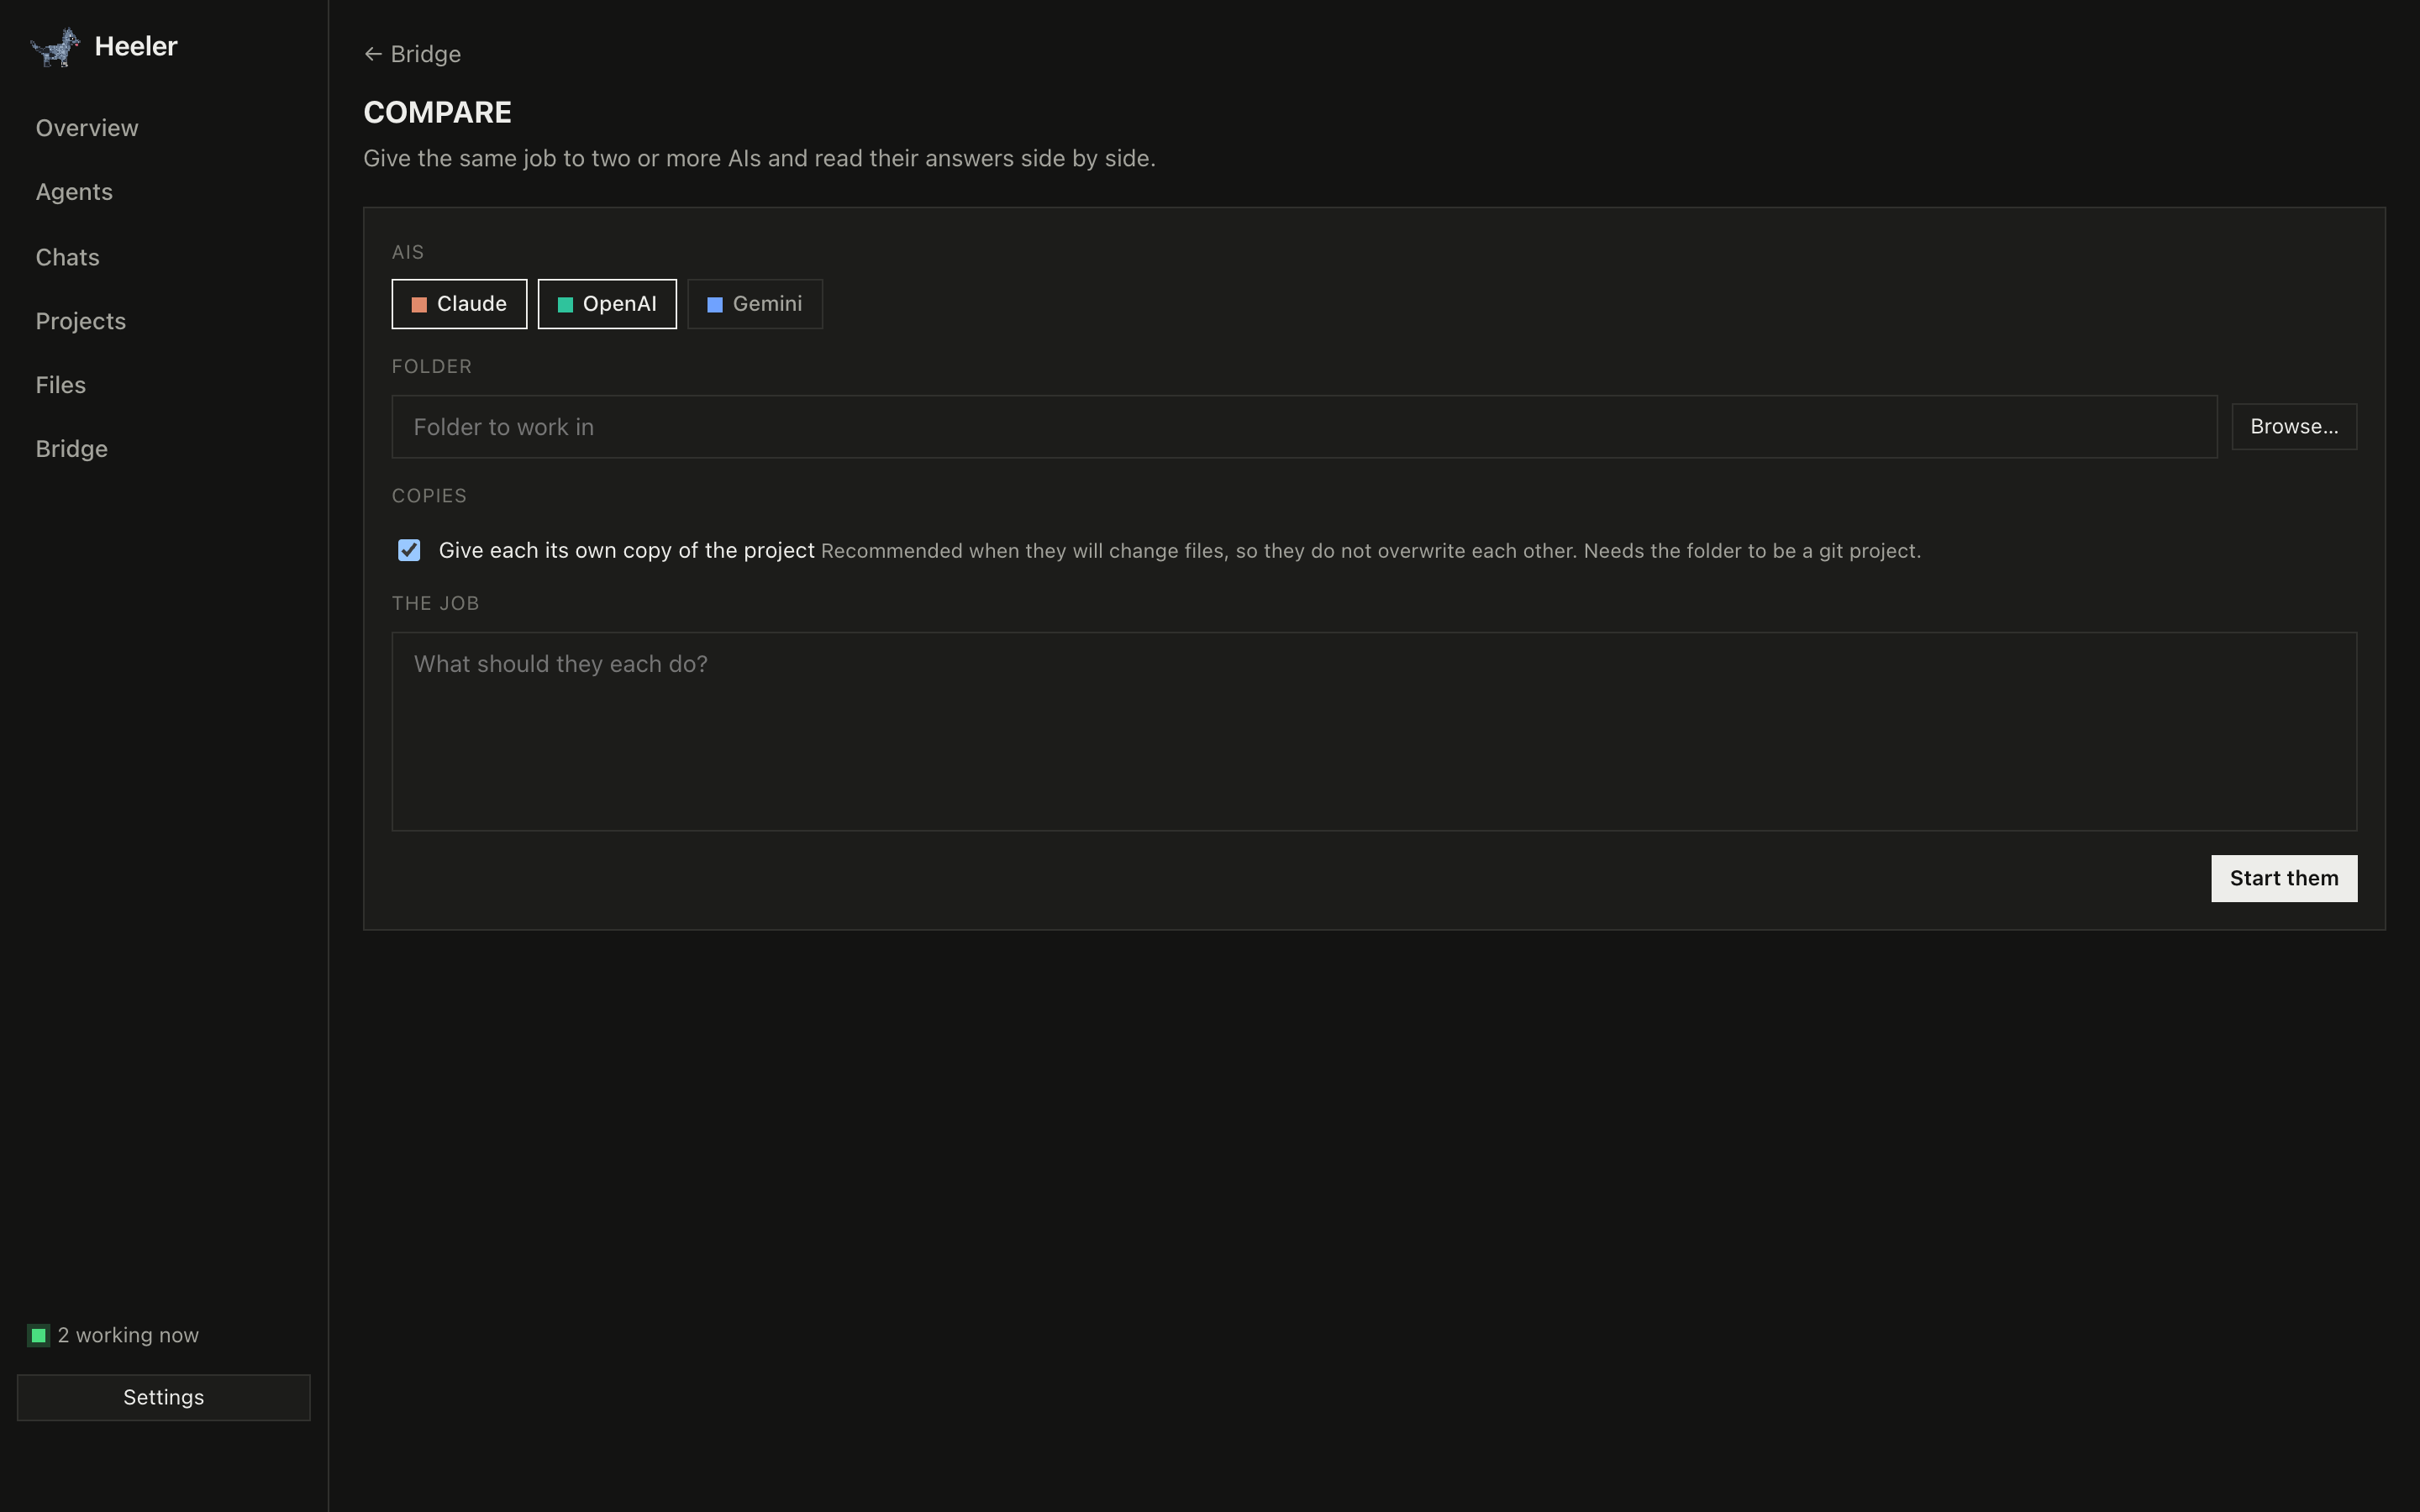 Heeler
Overview
Agents
Chats
Projects
Files
Bridge
2 working now
Settings
← Bridge
COMPARE
Give the same job to two or more AIs and read their answers side by side.
AIS
Claude
OpenAI
Gemini
FOLDER
Folder to work in
Browse...
COPIES
Give each its own copy of the project Recommended when they will change files, so they do not overwrite each other. Needs the folder to be a git project.
THE JOB
What should they each do?
Start them